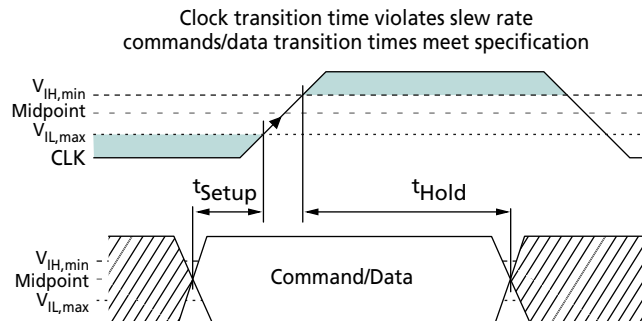 Clock transition time violates slew rate
commands/data transition times meet specification
VIH,min
Midpoint
VIL,max
CLK
tSetup
tHold
VIH,min
Midpoint
VIL,max
Command/Data